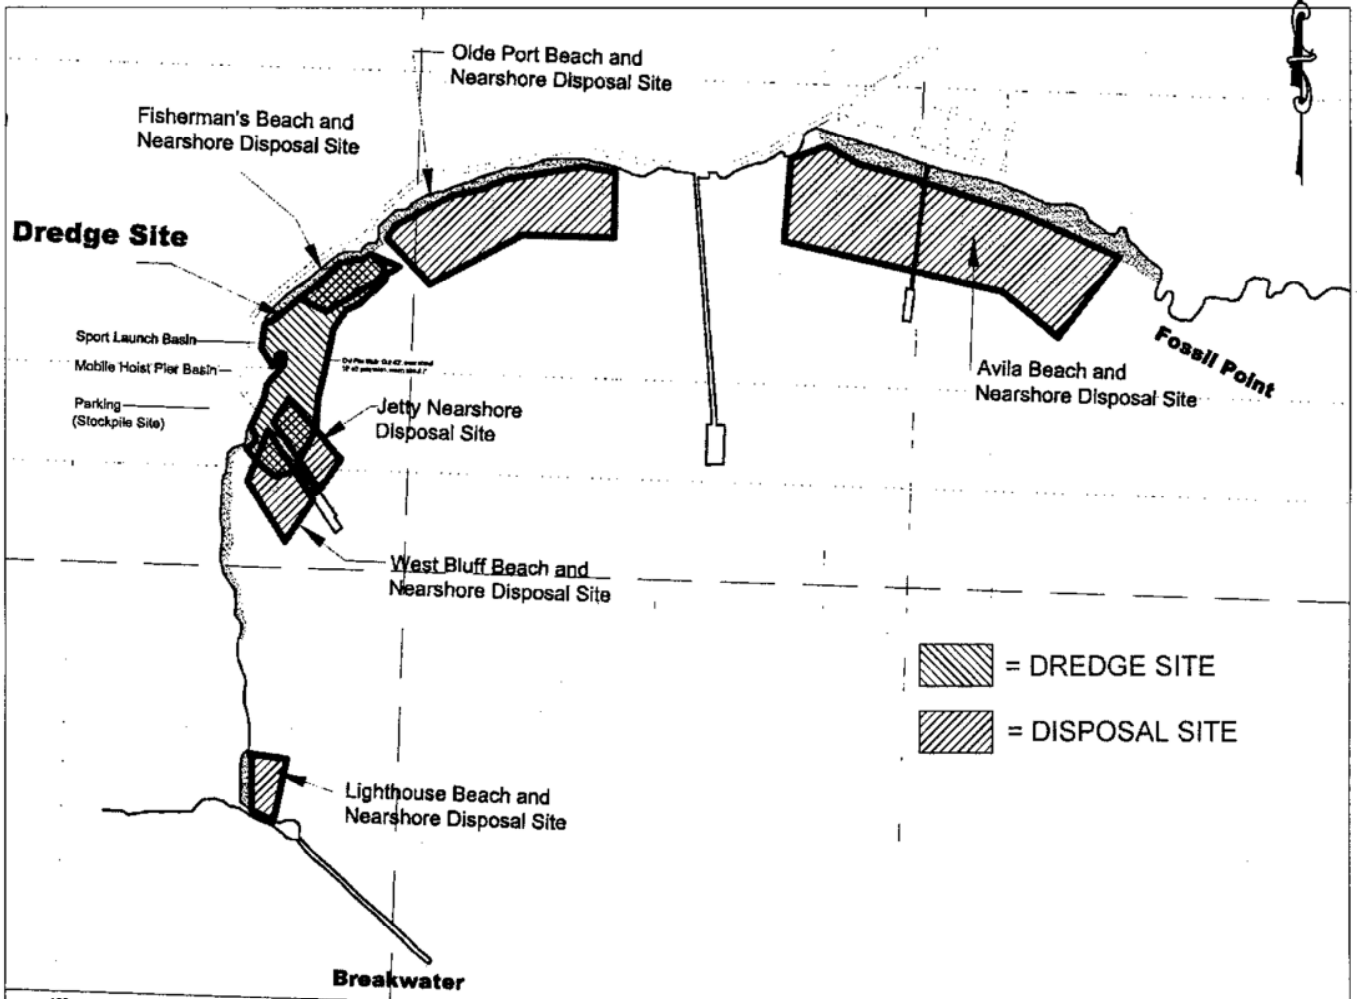 Olde Port Beach and
Nearshore Disposal Site
Fisherman's Beach and
Nearshore Disposal Site
Dredge Site
Sport Launch Basin
Mobile Hoist Pier Basin
Parking
(Stockpile Site)
Jetty Nearshore
Disposal Site
Avila Beach and
Nearshore Disposal Site
Fossil Point
West Bluff Beach and
Nearshore Disposal Site
= DREDGE SITE
= DISPOSAL SITE
Lighthouse Beach and
Nearshore Disposal Site
Breakwater